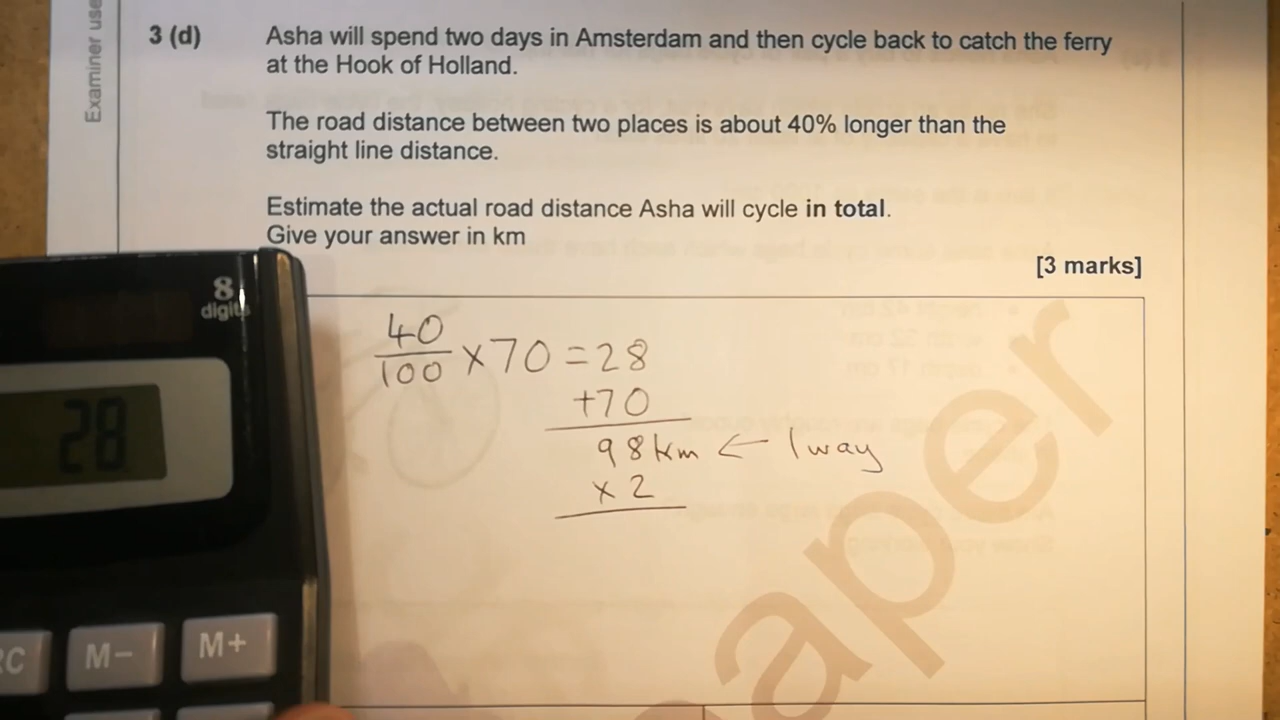 Examiner use
3 (d)
Asha will spend two days in Amsterdam and then cycle back to catch the ferry
at the Hook of Holland.
The road distance between two places is about 40% longer than the
straight line distance.
Estimate the actual road distance Asha will cycle in total.
Give your answer in km
[3 marks]
40
100 × 70 = 28
+70
98km ← 1 way
× 2
8
digits
28
M−
M+
aper